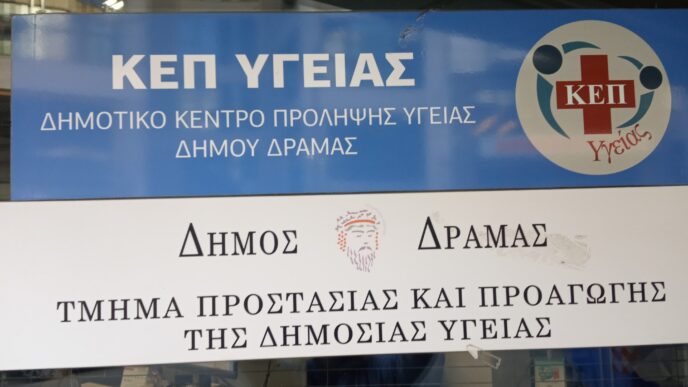 ΚΕΠ ΥΓΕΙΑΣ
ΔΗΜΟΤΙΚΟ ΚΕΝΤΡΟ ΠΡΟΛΗΨΗΣ ΥΓΕΙΑΣ
ΔΗΜΟΥ ΔΡΑΜΑΣ
ΚΕΠ
Υγείας
ΔΗΜΟΣ ΔΡΑΜΑΣ
ΤΜΗΜΑ ΠΡΟΣΤΑΣΙΑΣ ΚΑΙ ΠΡΟΑΓΩΓΗΣ
ΤΗΣ ΔΗΜΟΣΙΑΣ ΥΓΕΙΑΣ